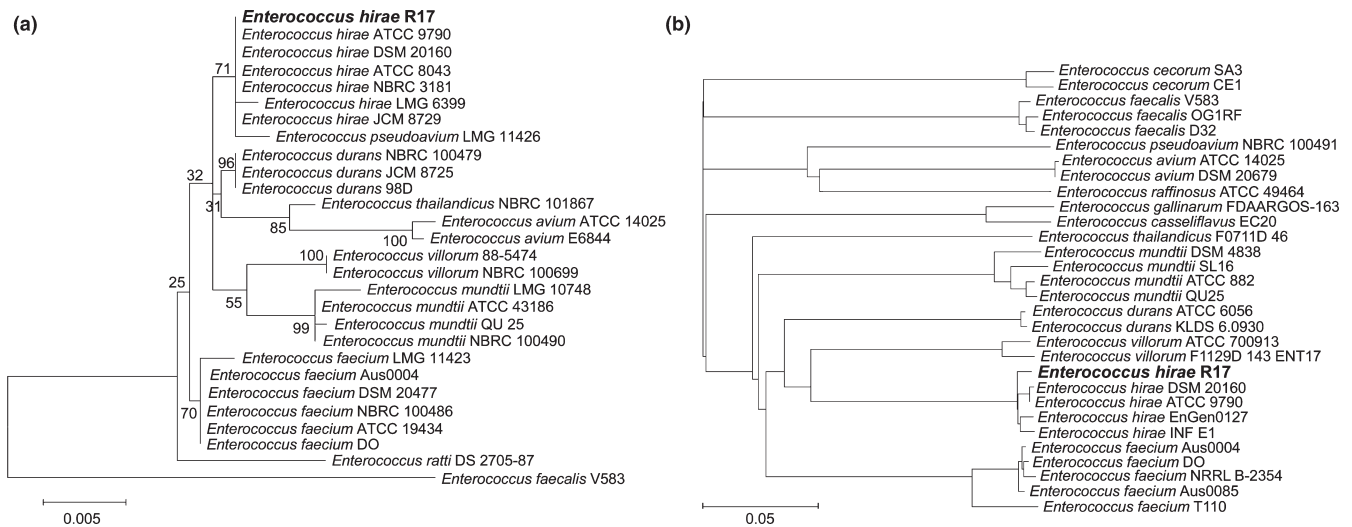 (a)
Enterococcus hirae R17
Enterococcus hirae ATCC 9790
Enterococcus hirae DSM 20160
Enterococcus hirae ATCC 8043
71
Enterococcus hirae NBRC 3181
Enterococcus hirae LMG 6399
Enterococcus hirae JCM 8729
Enterococcus pseudoavium LMG 11426
Enterococcus durans NBRC 100479
96
Enterococcus durans JCM 8725
32
Enterococcus durans 98D
31
Enterococcus thailandicus NBRC 101867
Enterococcus avium ATCC 14025
85
100
Enterococcus avium E6844
100
Enterococcus villorum 88-5474
Enterococcus villorum NBRC 100699
25
Enterococcus mundtii LMG 10748
55
Enterococcus mundtii ATCC 43186
Enterococcus mundtii QU 25
99
Enterococcus mundtii NBRC 100490
Enterococcus faecium LMG 11423
Enterococcus faecium Aus0004
Enterococcus faecium DSM 20477
70
Enterococcus faecium NBRC 100486
Enterococcus faecium ATCC 19434
Enterococcus faecium DO
Enterococcus ratti DS 2705-87
Enterococcus faecalis V583
0.005
(b)
Enterococcus cecorum SA3
Enterococcus cecorum CE1
Enterococcus faecalis V583
Enterococcus faecalis OG1RF
Enterococcus faecalis D32
Enterococcus pseudoavium NBRC 100491
Enterococcus avium ATCC 14025
Enterococcus avium DSM 20679
Enterococcus raffinosus ATCC 49464
Enterococcus gallinarum FDAARGOS-163
Enterococcus casseliflavus EC20
Enterococcus thailandicus F0711D 46
Enterococcus mundtii DSM 4838
Enterococcus mundtii SL16
Enterococcus mundtii ATCC 882
Enterococcus mundtii QU25
Enterococcus durans ATCC 6056
Enterococcus durans KLDS 6.0930
Enterococcus villorum ATCC 700913
Enterococcus villorum F1129D 143 ENT17
Enterococcus hirae R17
Enterococcus hirae DSM 20160
Enterococcus hirae ATCC 9790
Enterococcus hirae EnGen0127
Enterococcus hirae INF E1
Enterococcus faecium Aus0004
Enterococcus faecium DO
Enterococcus faecium NRRL B-2354
Enterococcus faecium Aus0085
Enterococcus faecium T110
0.05